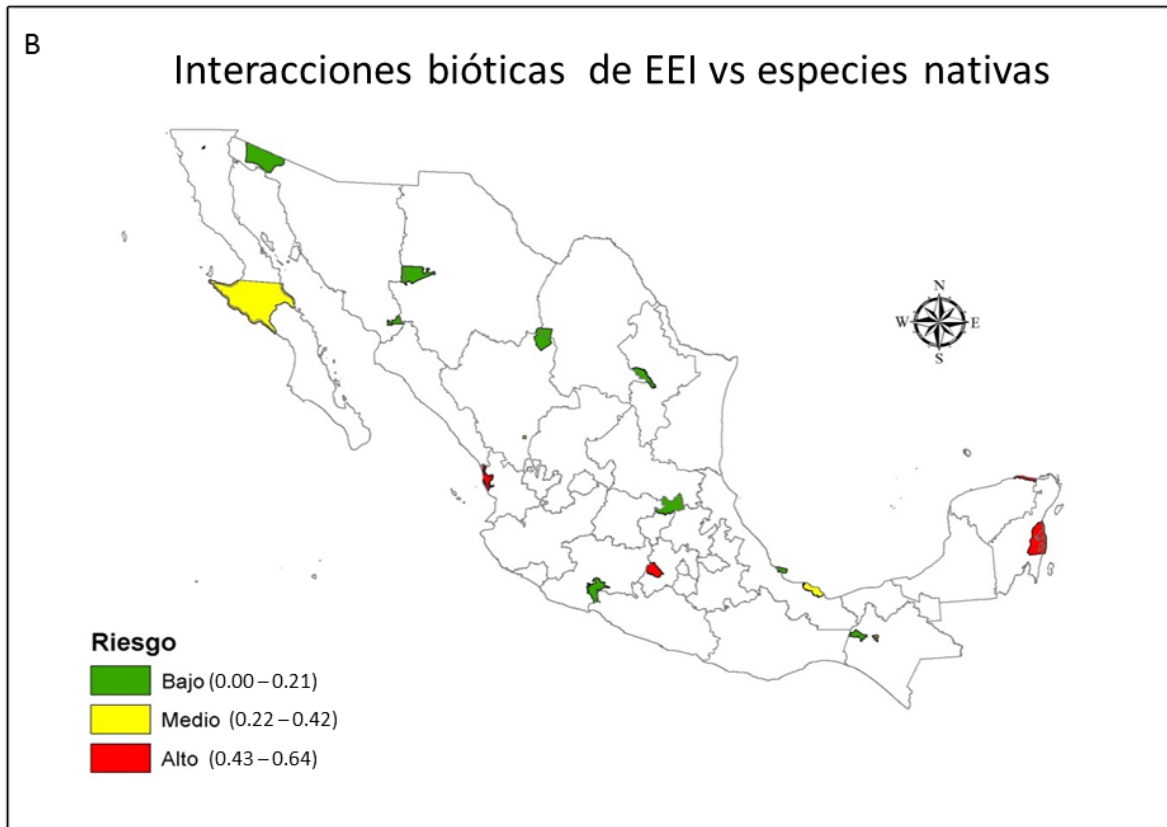 B
Interacciones bióticas de EEI vs especies nativas
N
W E
S
Riesgo
Bajo (0.00 – 0.21)
Medio (0.22 – 0.42)
Alto (0.43 – 0.64)